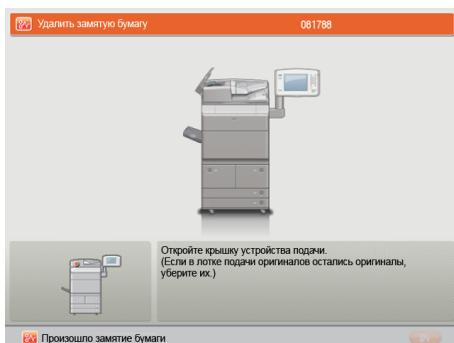 Удалить замятую бумагу 081788
Откройте крышку устройства подачи.
(Если в лотке подачи оригиналов остались оригиналы,
уберите их.)
Произошло замятие бумаги